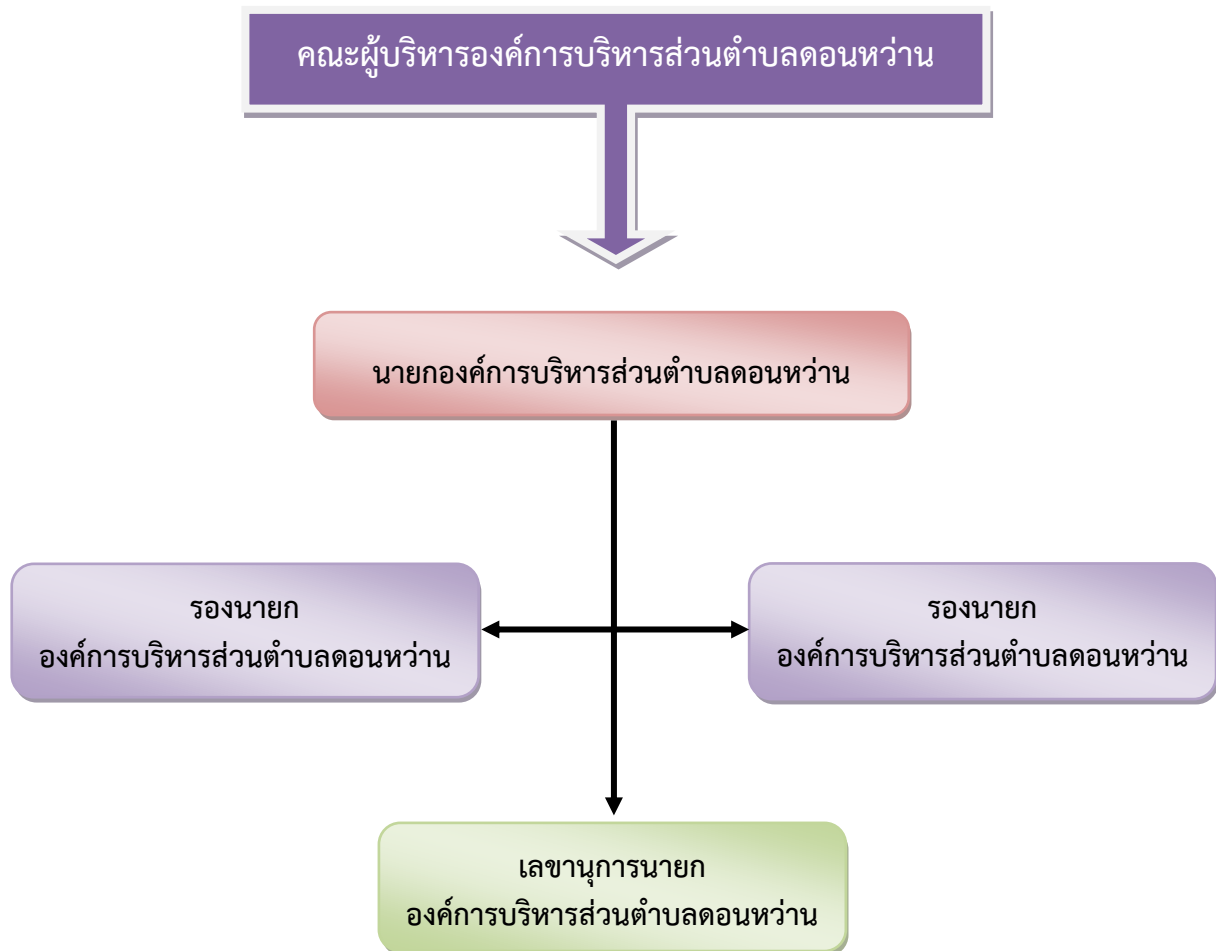 คณะผู้บริหารองค์การบริหารส่วนตำบลดอนหว่าน
นายกองค์การบริหารส่วนตำบลดอนหว่าน
รองนายก
องค์การบริหารส่วนตำบลดอนหว่าน
รองนายก
องค์การบริหารส่วนตำบลดอนหว่าน
เลขานุการนายก
องค์การบริหารส่วนตำบลดอนหว่าน